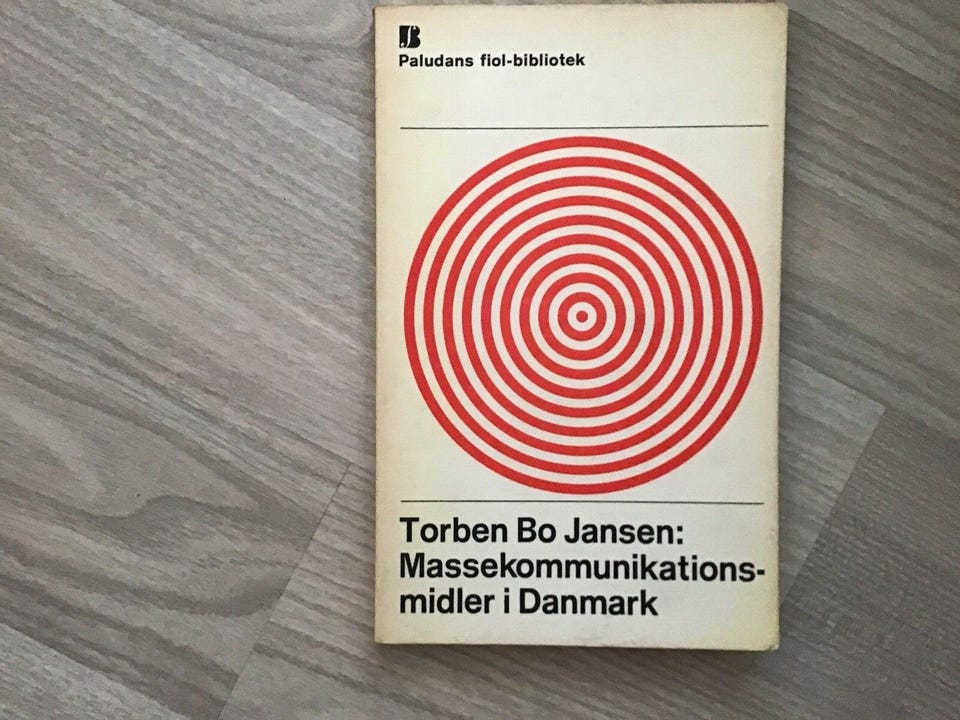 Paludans fiol-bibliotek
Torben Bo Jansen:
Massekommunikations-
midler i Danmark